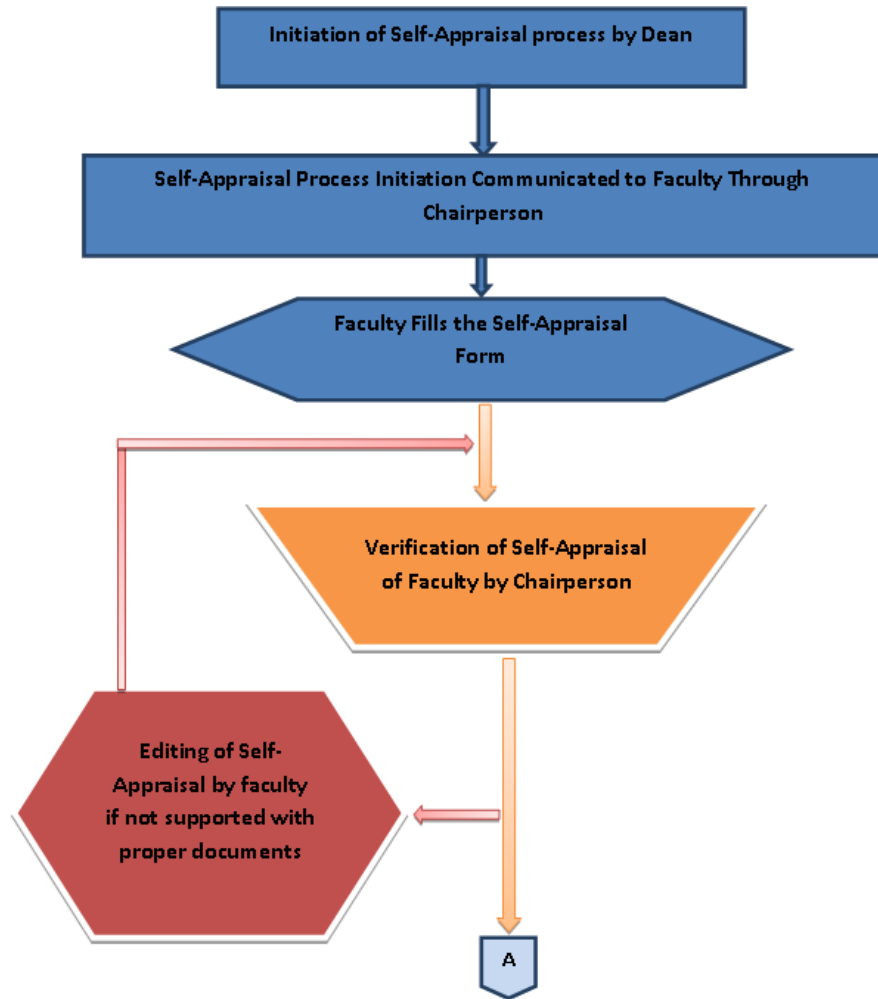 Initiation of Self-Appraisal process by Dean
Self-Appraisal Process Initiation Communicated to Faculty Through
Chairperson
Faculty Fills the Self-Appraisal
Form
Verification of Self-Appraisal
of Faculty by Chairperson
Editing of Self-
Appraisal by faculty
if not supported with
proper documents
A